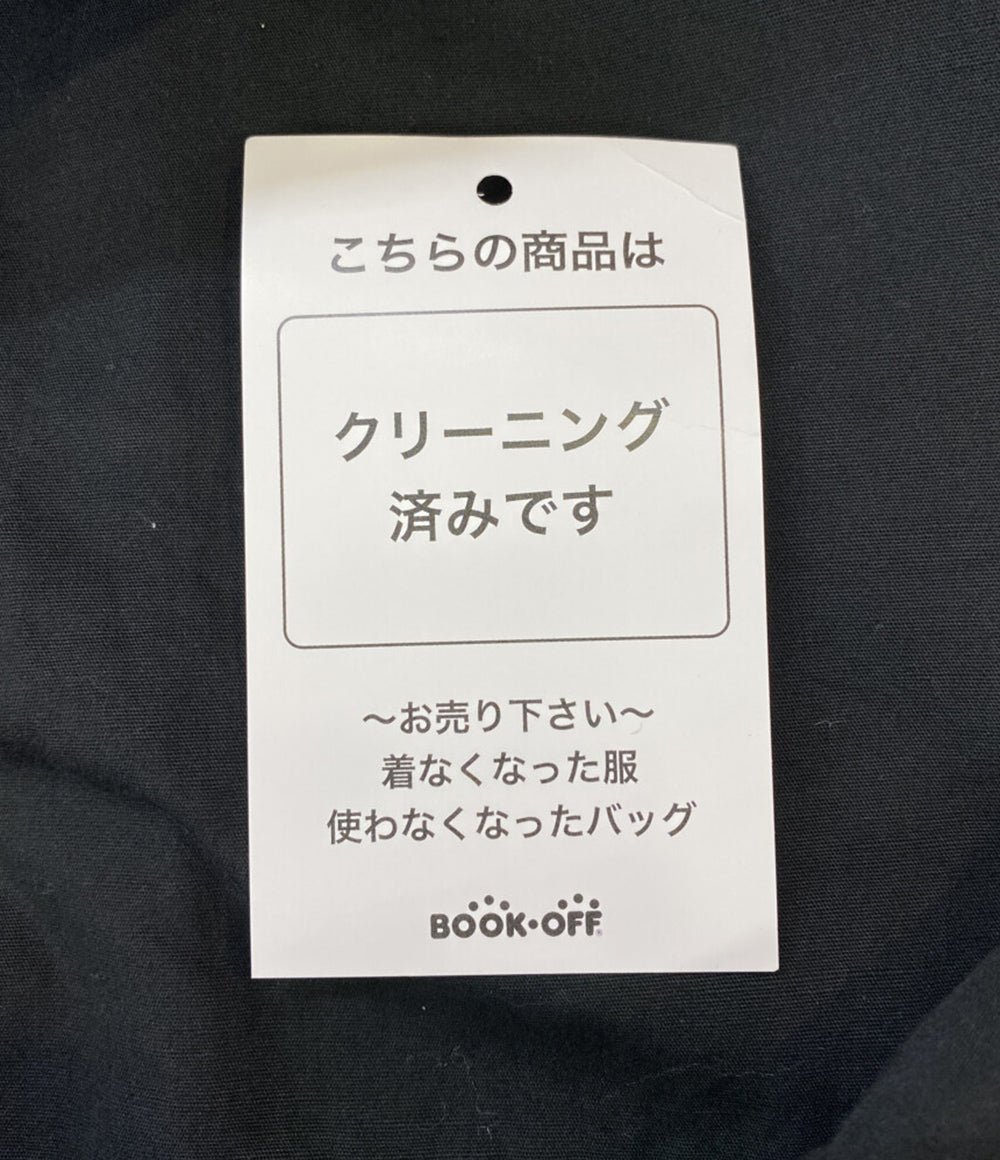 こちらの商品は
クリーニング
済みです
〜お売り下さい〜
着なくなった服
使わなくなったバッグ
BOOK・OFF